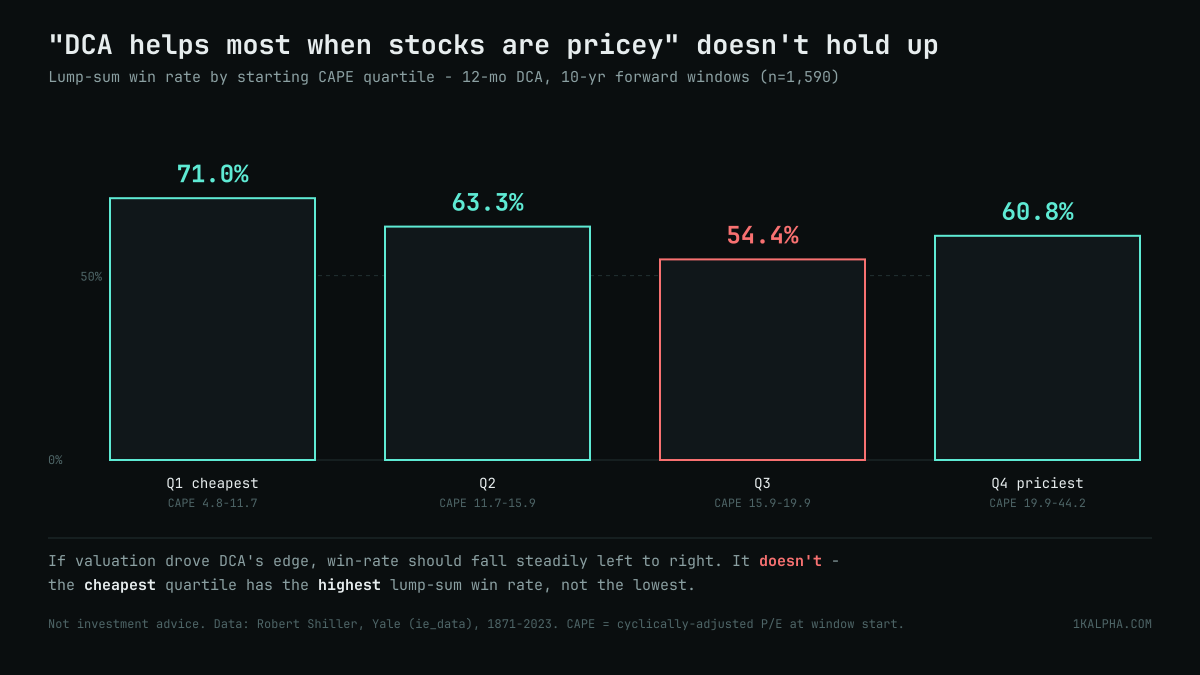 "DCA helps most when stocks are pricey" doesn't hold up
Lump-sum win rate by starting CAPE quartile - 12-mo DCA, 10-yr forward windows (n=1,590)
71.0%
63.3%
54.4%
60.8%
50%
0%
Q1 cheapest
Q2
Q3
Q4 priciest
CAPE 4.8-11.7
CAPE 11.7-15.9
CAPE 15.9-19.9
CAPE 19.9-44.2
If valuation drove DCA's edge, win-rate should fall steadily left to right. It doesn't -
the cheapest quartile has the highest lump-sum win rate, not the lowest.
Not investment advice. Data: Robert Shiller, Yale (ie_data), 1871-2023. CAPE = cyclically-adjusted P/E at window start.
1KALPHA.COM